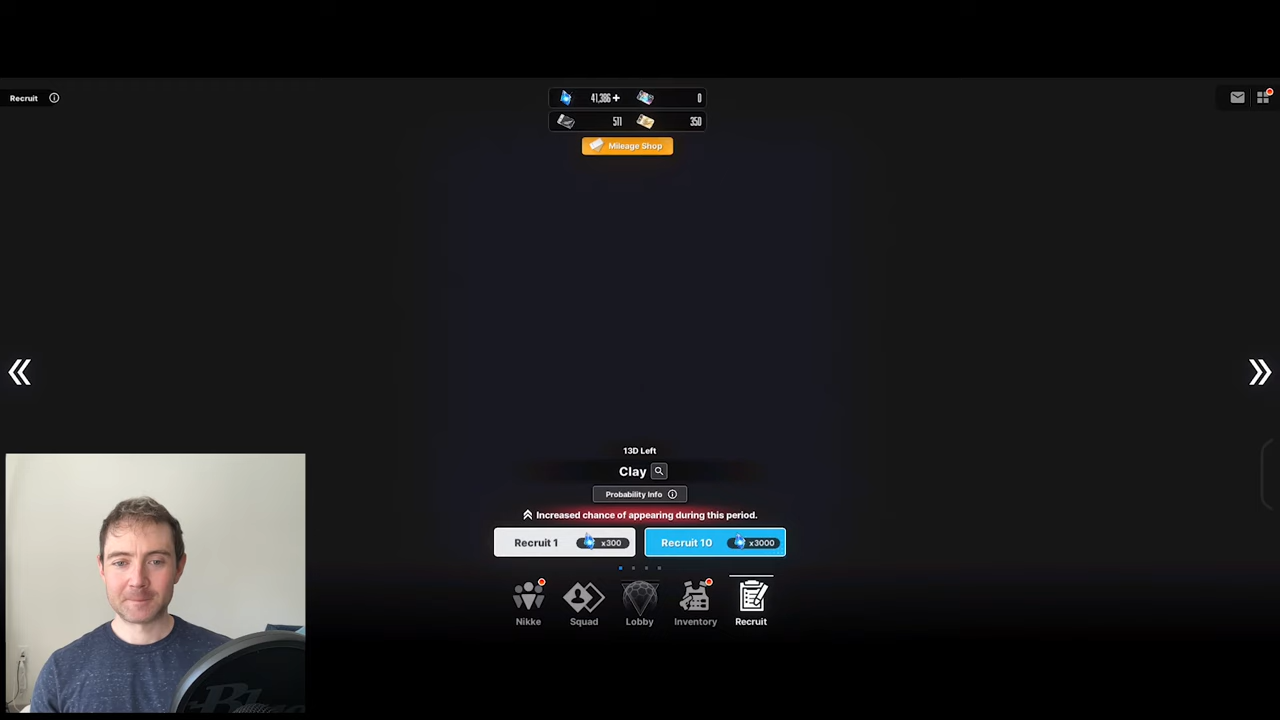 Recruit
41,386 +
0
511
350
Mileage Shop
13D Left
Clay
Probability Info
Increased chance of appearing during this period.
Recruit 1
x300
Recruit 10
x3000
Nikke
Squad
Lobby
Inventory
Recruit